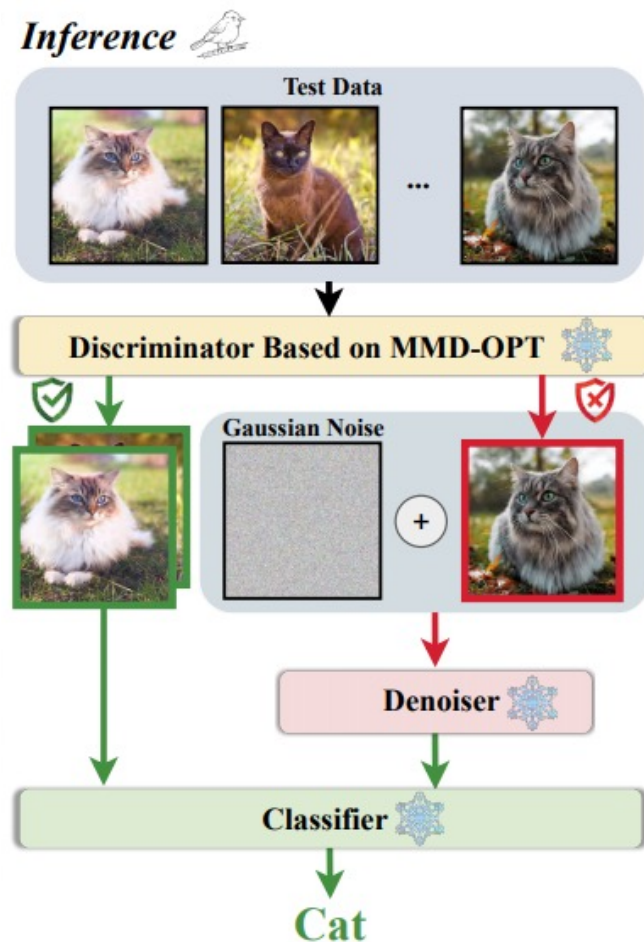 Inference
Test Data
...
Discriminator Based on MMD-OPT
Gaussian Noise
+
Denoiser
Classifier
Cat